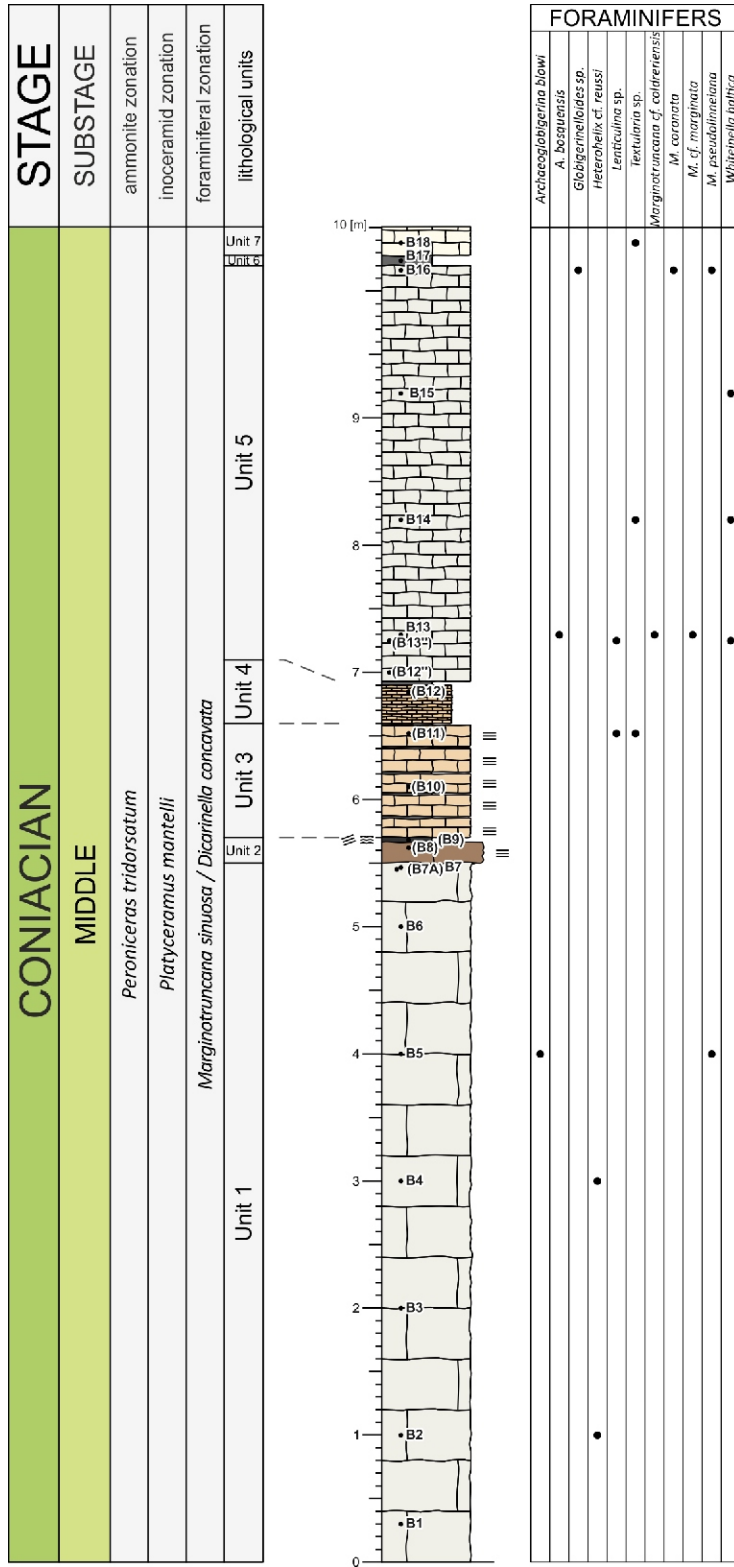 STAGE
SUBSTAGE
ammonite zonation
inoceramid zonation
foraminiferal zonation
lithological units
FORAMINIFERS
Archaeoglobigerina blowi
A. bosquensis
Globigerinelloides sp.
Heterohelix cf. reussi
Lenticulina sp.
Textularia sp.
Marginotruncana cf. coldreriensis
M. coronata
M. cf. marginata
M. pseudolinneiana
Whiteinella baltica
CONIACIAN
MIDDLE
Peroniceras tridorsatum
Platyceramus mantelli
Marginotruncana sinuosa / Dicarinella concavata
Unit 7
Unit 6
Unit 5
Unit 4
Unit 3
Unit 2
Unit 1
10 [m]
B18
B17
B16
B15
9
B14
8
B13
(B13")
(B12")
7
(B12)
(B11)
(B10)
6
(B9)
(B8)
(B7A) B7
B6
5
B5
4
B4
3
B3
2
B2
1
B1
0